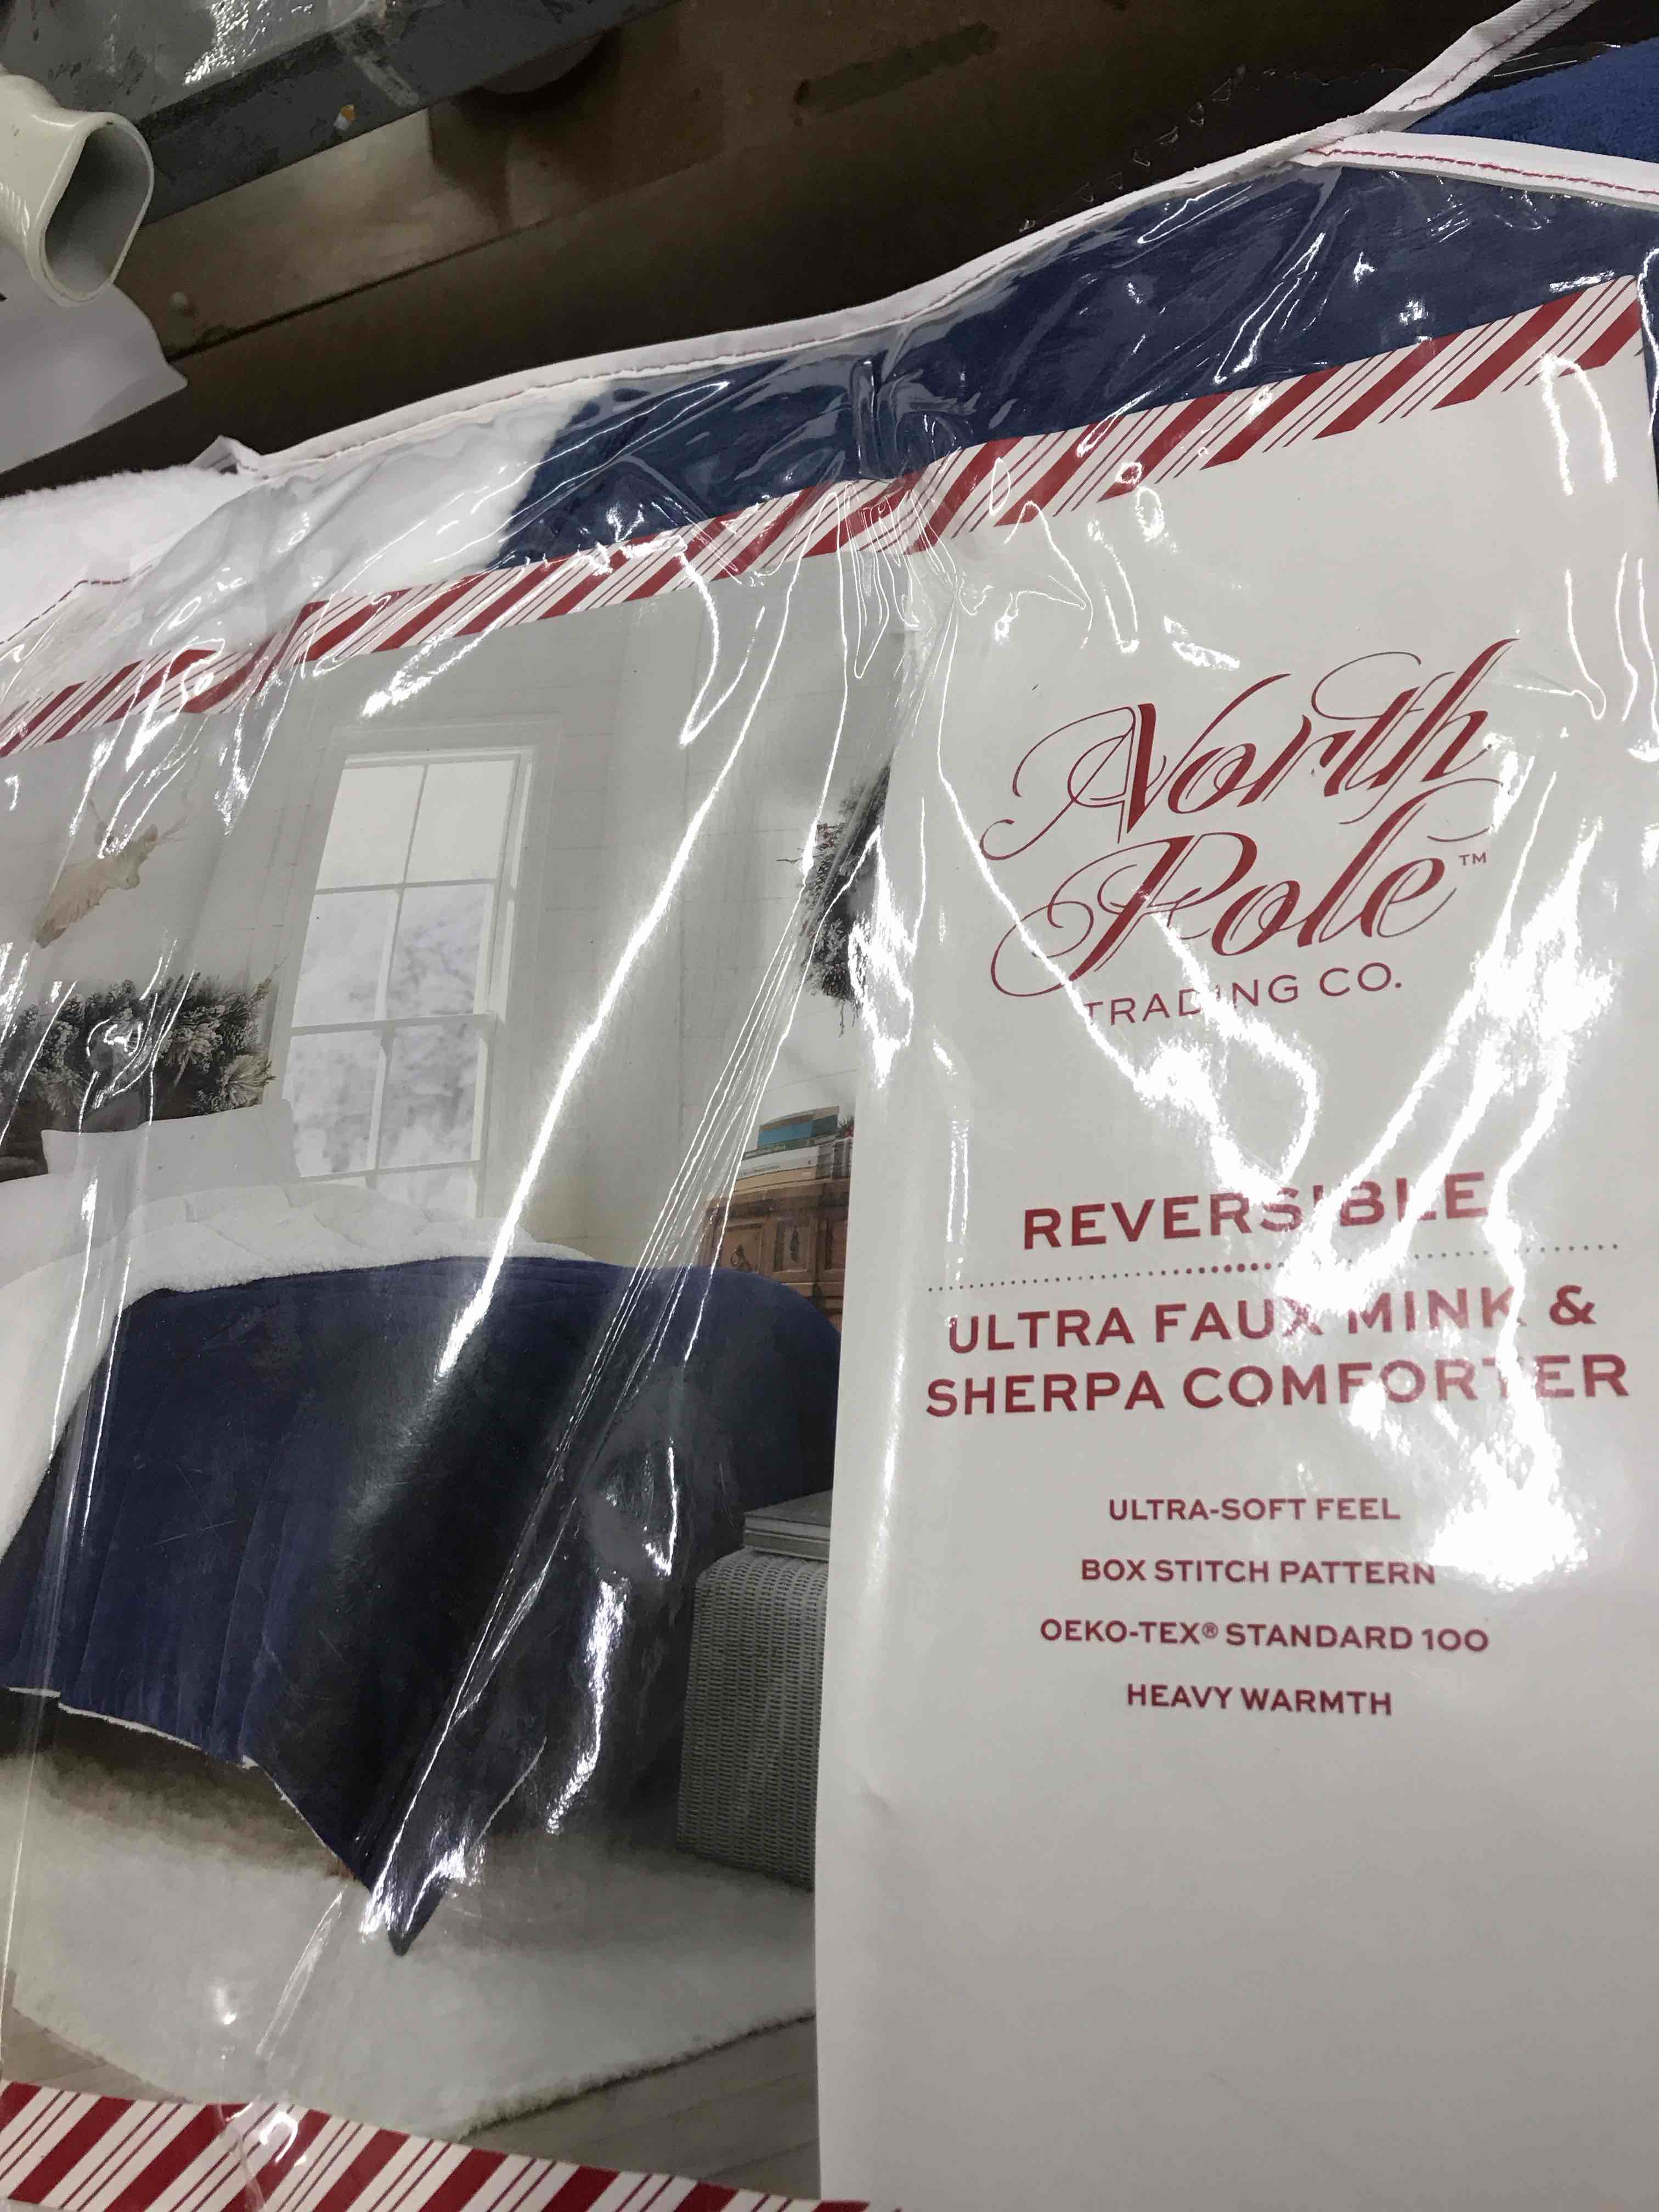 North
Pole™
TRADING CO.
REVERSIBLE
ULTRA FAUX MINK &
SHERPA COMFORTER
ULTRA-SOFT FEEL
BOX STITCH PATTERN
OEKO-TEX® STANDARD 100
HEAVY WARMTH